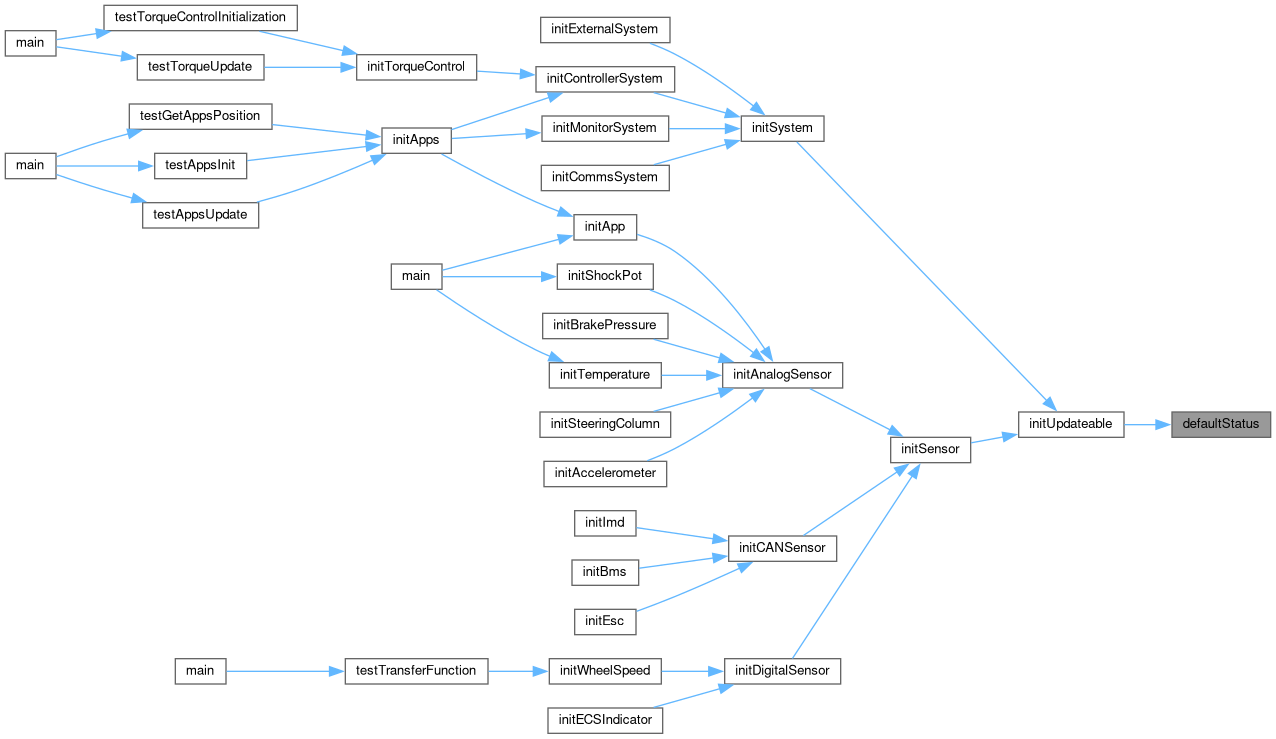 testTorqueControlInitialization
main
testTorqueUpdate
initTorqueControl
initExternalSystem
initControllerSystem
initMonitorSystem
initCommsSystem
initSystem
testGetAppsPosition
main
testAppsInit
testAppsUpdate
initApps
initApp
main
initShockPot
initBrakePressure
initTemperature
initSteeringColumn
initAccelerometer
initAnalogSensor
initUpdateable
defaultStatus
initSensor
initImd
initBms
initEsc
initCANSensor
main
testTransferFunction
initWheelSpeed
initDigitalSensor
initECSIndicator